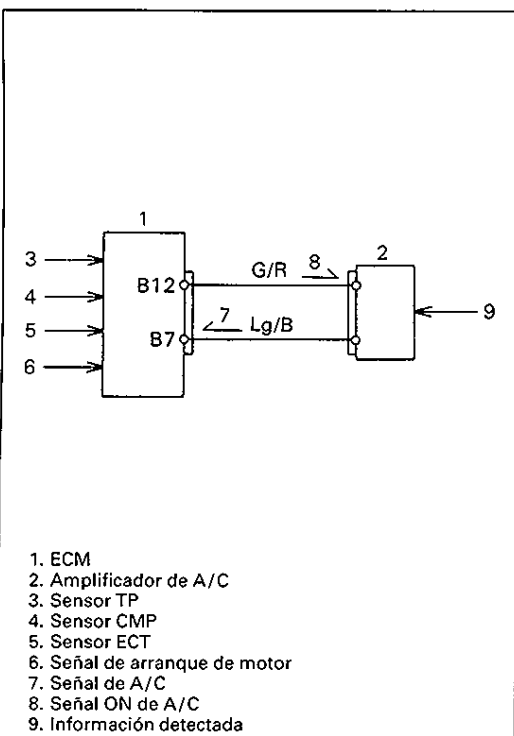 1
2
3
4
5
6
B12
G/R
8
B7
7
Lg/B
9
1. ECM
2. Amplificador de A/C
3. Sensor TP
4. Sensor CMP
5. Sensor ECT
6. Señal de arranque de motor
7. Señal de A/C
8. Señal ON de A/C
9. Información detectada